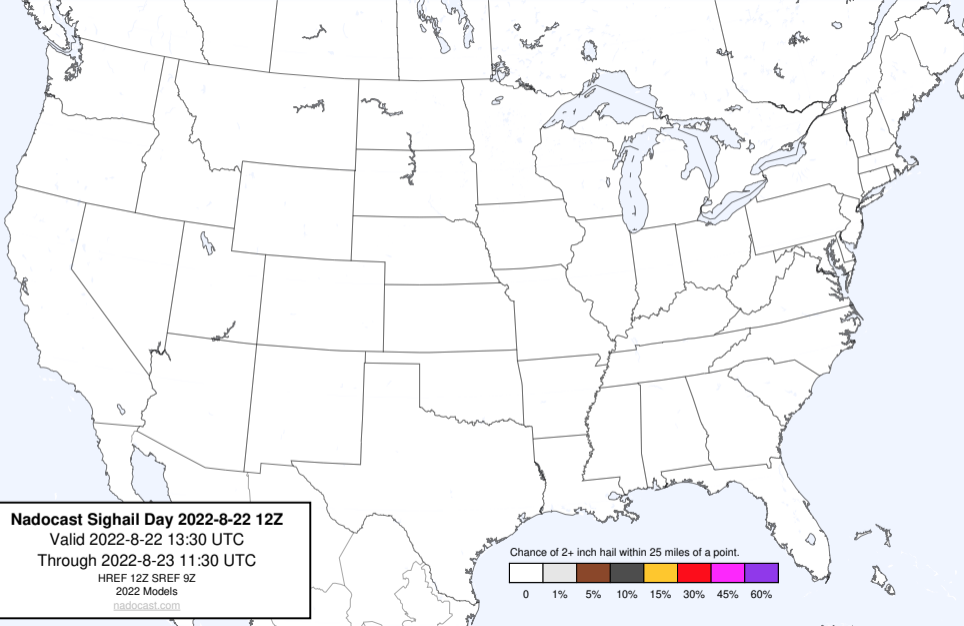 Nadocast Sighail Day 2022-8-22 12Z
Valid 2022-8-22 13:30 UTC
Through 2022-8-23 11:30 UTC
HREF 12Z SREF 9Z
2022 Models
nadocast.com
Chance of 2+ inch hail within 25 miles of a point.
0 1% 5% 10% 15% 30% 45% 60%